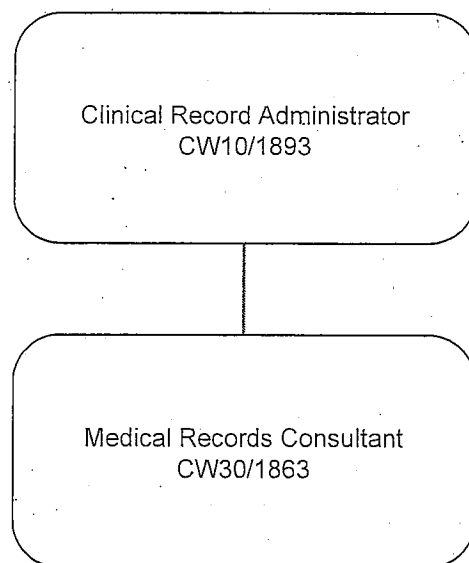 Clinical Record Administrator
CW10/1893
Medical Records Consultant
CW30/1863